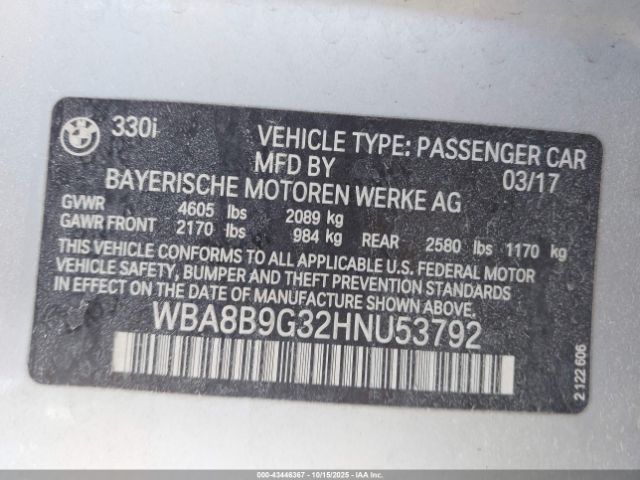 BMW
330i
VEHICLE TYPE: PASSENGER CAR
MFD BY 03/17
BAYERISCHE MOTOREN WERKE AG
GVWR 4605 lbs 2089 kg
GAWR FRONT 2170 lbs 984 kg REAR 2580 lbs 1170 kg
THIS VEHICLE CONFORMS TO ALL APPLICABLE U.S. FEDERAL MOTOR
VEHICLE SAFETY, BUMPER AND THEFT PREVENTION STANDARDS
IN EFFECT ON THE DATE OF MANUFACTURE SHOWN ABOVE.
WBA8B9G32HNU53792
2 122 606
000-43446367 - 10/15/2025 - IAAI.COM